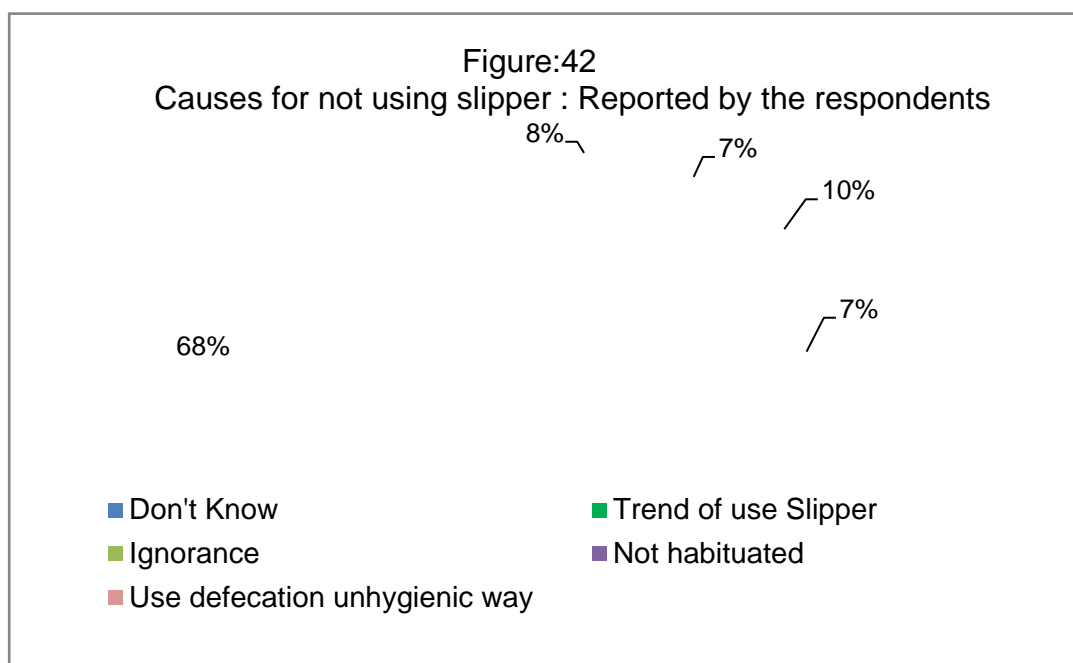 Figure:42
Causes for not using slipper : Reported by the respondents
8%
7%
10%
7%
68%
Don't Know
Trend of use Slipper
Ignorance
Not habituated
Use defecation unhygienic way